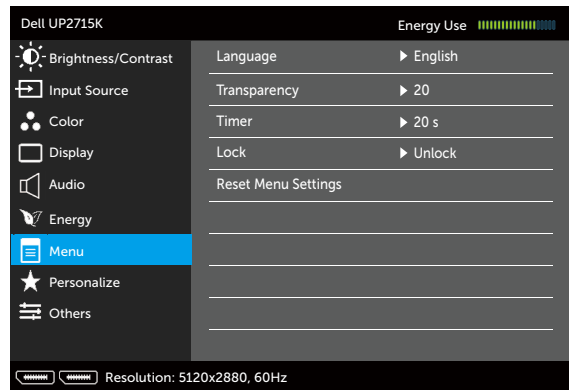 Dell UP2715K
Energy Use
Brightness/Contrast
Input Source
Color
Display
Audio
Energy
Menu
Personalize
Others
Language English
Transparency 20
Timer 20 s
Lock Unlock
Reset Menu Settings
Resolution: 5120x2880, 60Hz